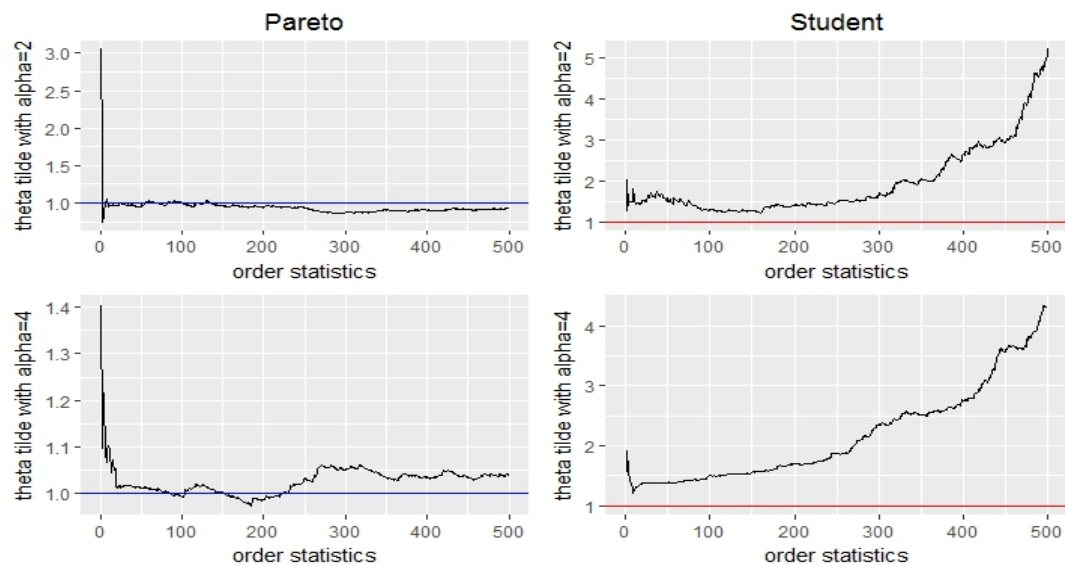 Pareto
theta tilde with alpha=2
3.0
2.5
2.0
1.5
1.0
0 100 200 300 400 500
order statistics
Student
theta tilde with alpha=2
5
4
3
2
1
0 100 200 300 400 500
order statistics
theta tilde with alpha=4
1.4
1.3
1.2
1.1
1.0
0 100 200 300 400 500
order statistics
theta tilde with alpha=4
4
3
2
1
0 100 200 300 400 500
order statistics